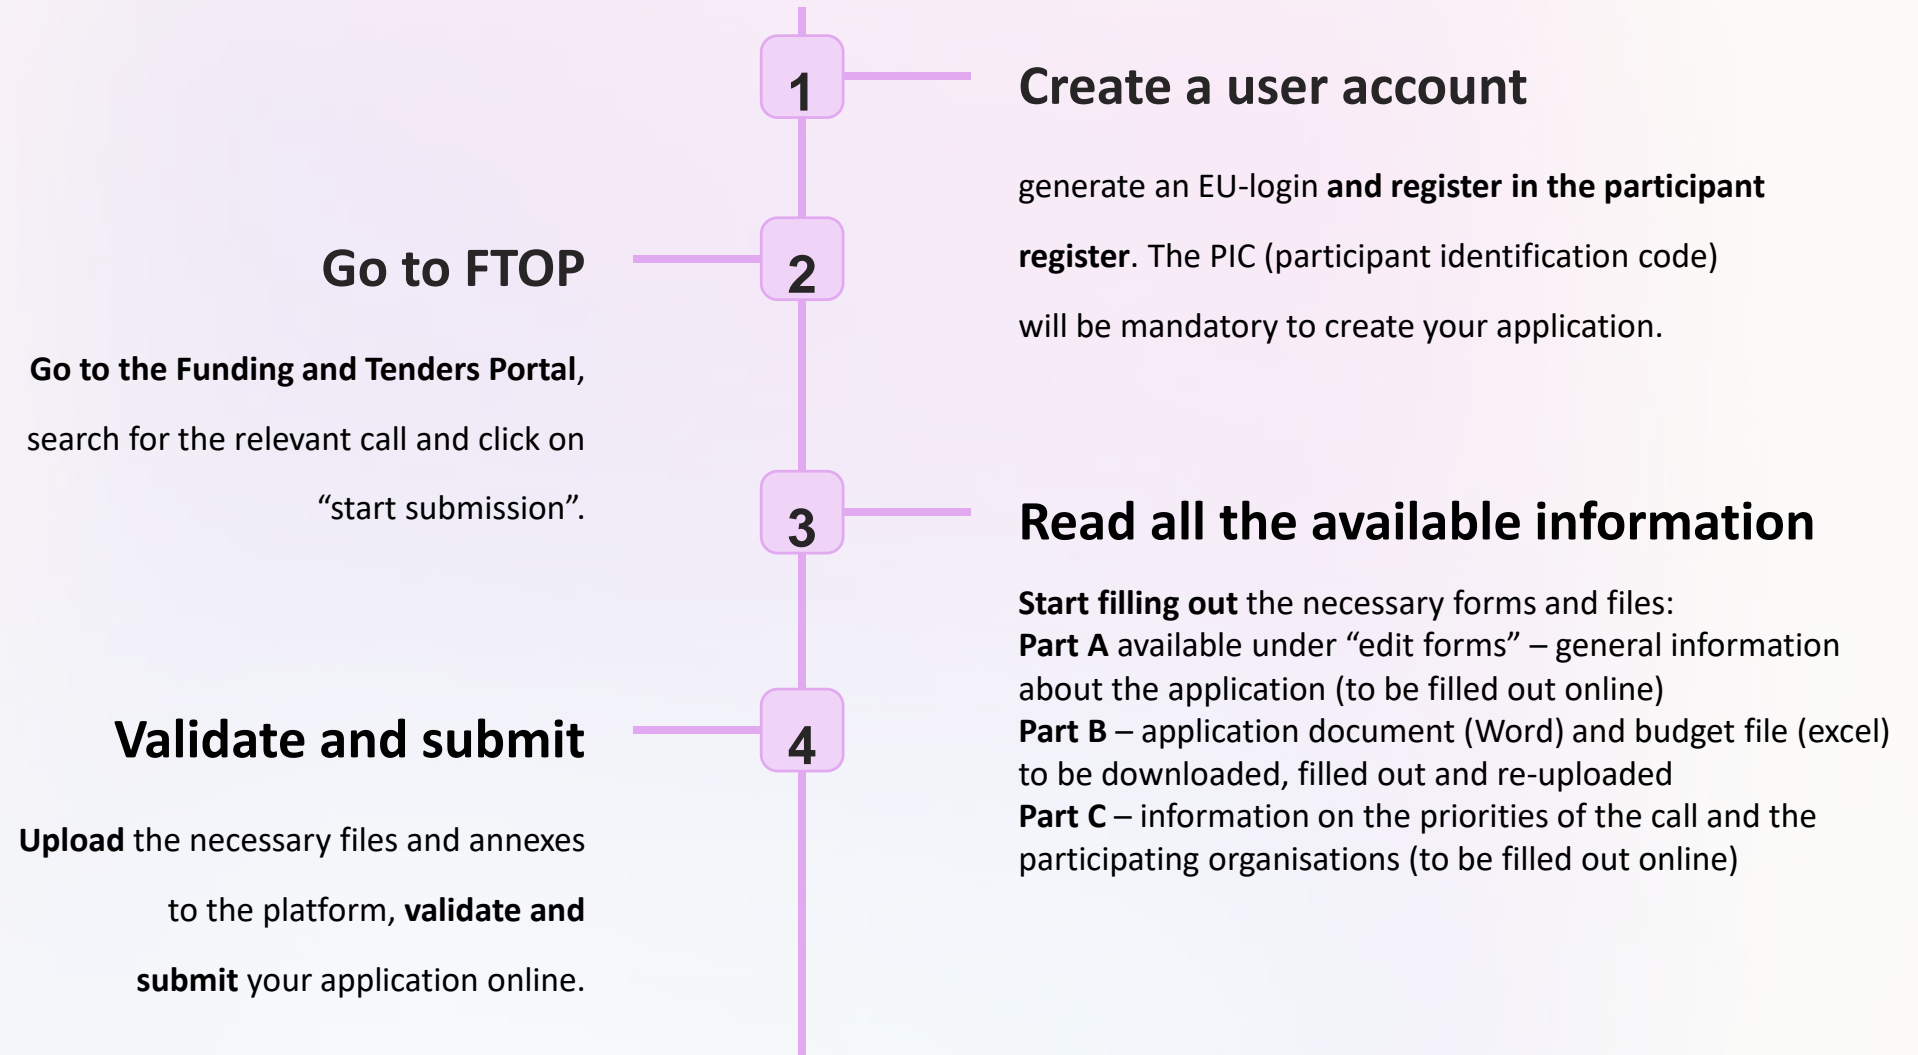 1
Create a user account
generate an EU-login and register in the participant
register. The PIC (participant identification code)
will be mandatory to create your application.
2
Go to FTOP
Go to the Funding and Tenders Portal,
search for the relevant call and click on
“start submission”.
3
Read all the available information
Start filling out the necessary forms and files:
Part A available under “edit forms” – general information
about the application (to be filled out online)
Part B – application document (Word) and budget file (excel)
to be downloaded, filled out and re-uploaded
Part C – information on the priorities of the call and the
participating organisations (to be filled out online)
4
Validate and submit
Upload the necessary files and annexes
to the platform, validate and
submit your application online.